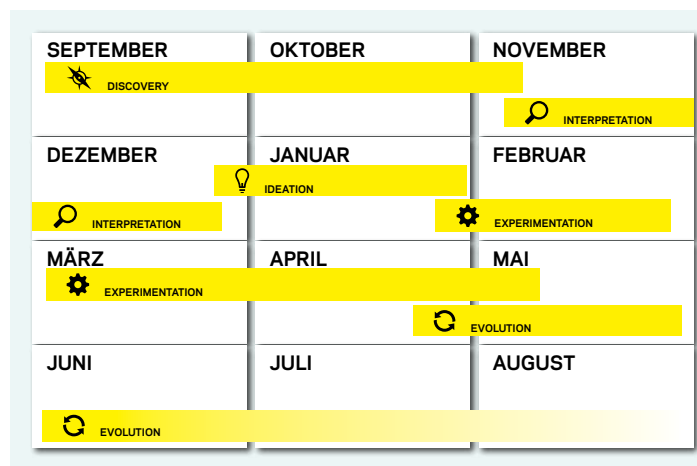 SEPTEMBER
OKTOBER
NOVEMBER
DISCOVERY
INTERPRETATION
DEZEMBER
JANUAR
FEBRUAR
IDEATION
INTERPRETATION
EXPERIMENTATION
MÄRZ
APRIL
MAI
EXPERIMENTATION
EVOLUTION
JUNI
JULI
AUGUST
EVOLUTION